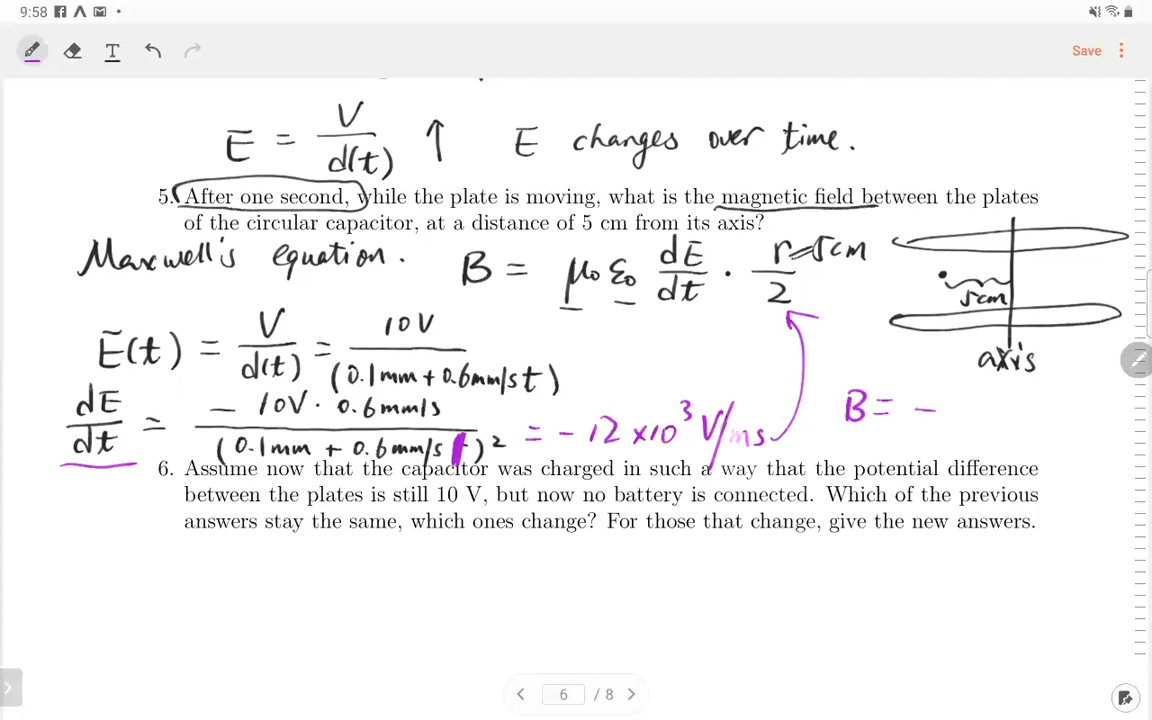 9:58
Save
E = V / d(t) ↑ E changes over time.
5. After one second, while the plate is moving, what is the magnetic field between the plates
of the circular capacitor, at a distance of 5 cm from its axis?
Maxwell's equation. B = μ₀ ε₀ dE/dt · r=5cm / 2
5cm
axis
E(t) = V / d(t) = 10V / (0.1mm + 0.6mm/s t)
dE/dt = - 10V · 0.6mm/s / (0.1mm + 0.6mm/s )² = - 12 ×10³ V/ms
B = -
6. Assume now that the capacitor was charged in such a way that the potential difference
between the plates is still 10 V, but now no battery is connected. Which of the previous
answers stay the same, which ones change? For those that change, give the new answers.
6 / 8